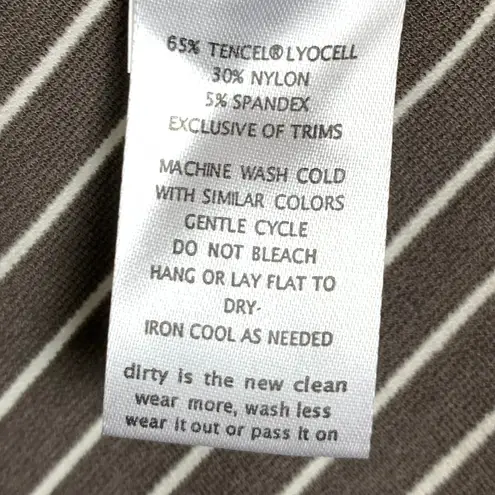 65% TENCEL® LYOCELL
30% NYLON
5% SPANDEX
EXCLUSIVE OF TRIMS
MACHINE WASH COLD
WITH SIMILAR COLORS
GENTLE CYCLE
DO NOT BLEACH
HANG OR LAY FLAT TO
DRY-
IRON COOL AS NEEDED
dirty is the new clean
wear more, wash less
wear it out or pass it on